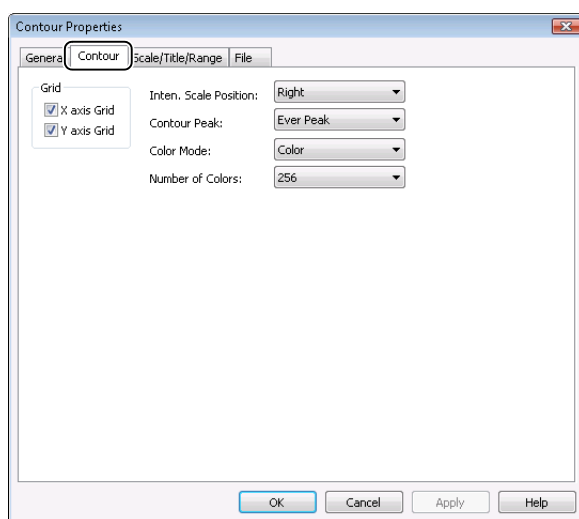 Contour Properties
General Contour Scale/Title/Range File
Grid
X axis Grid
Y axis Grid
Inten. Scale Position: Right
Contour Peak: Ever Peak
Color Mode: Color
Number of Colors: 256
OK Cancel Apply Help